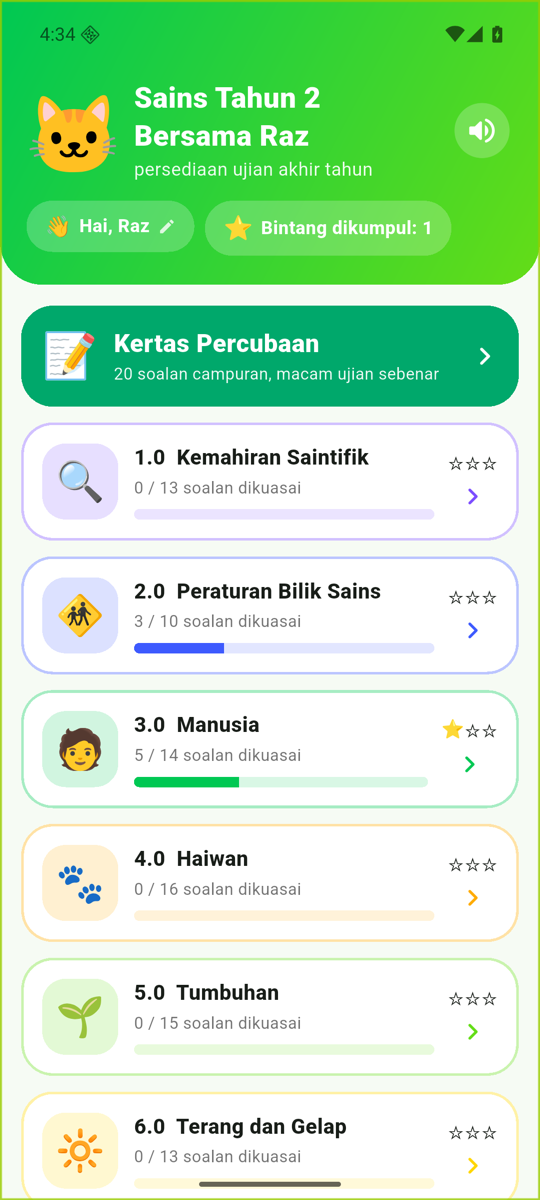 4:34
Sains Tahun 2
Bersama Raz
persediaan ujian akhir tahun
Hai, Raz
Bintang dikumpul: 1
Kertas Percubaan
20 soalan campuran, macam ujian sebenar
1.0 Kemahiran Saintifik
0 / 13 soalan dikuasai
2.0 Peraturan Bilik Sains
3 / 10 soalan dikuasai
3.0 Manusia
5 / 14 soalan dikuasai
4.0 Haiwan
0 / 16 soalan dikuasai
5.0 Tumbuhan
0 / 15 soalan dikuasai
6.0 Terang dan Gelap
0 / 13 soalan dikuasai